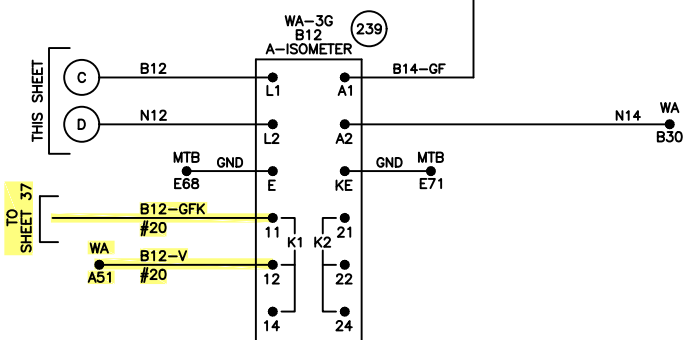 WA-3G
B12
A-ISOMETER
239
THIS SHEET
C
B12
L1
A1
B14-GF
D
N12
L2
A2
N14
WA
B30
MTB
GND
E68
E
KE
GND
MTB
E71
TO
SHEET 37
B12-GFK
#20
11
K1
K2
21
WA
A51
B12-V
#20
12
22
14
24